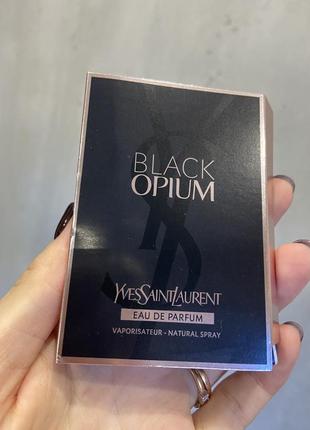 BLACK
OPIUM
YVESSAINTLAURENT
EAU DE PARFUM
VAPORISATEUR - NATURAL SPRAY